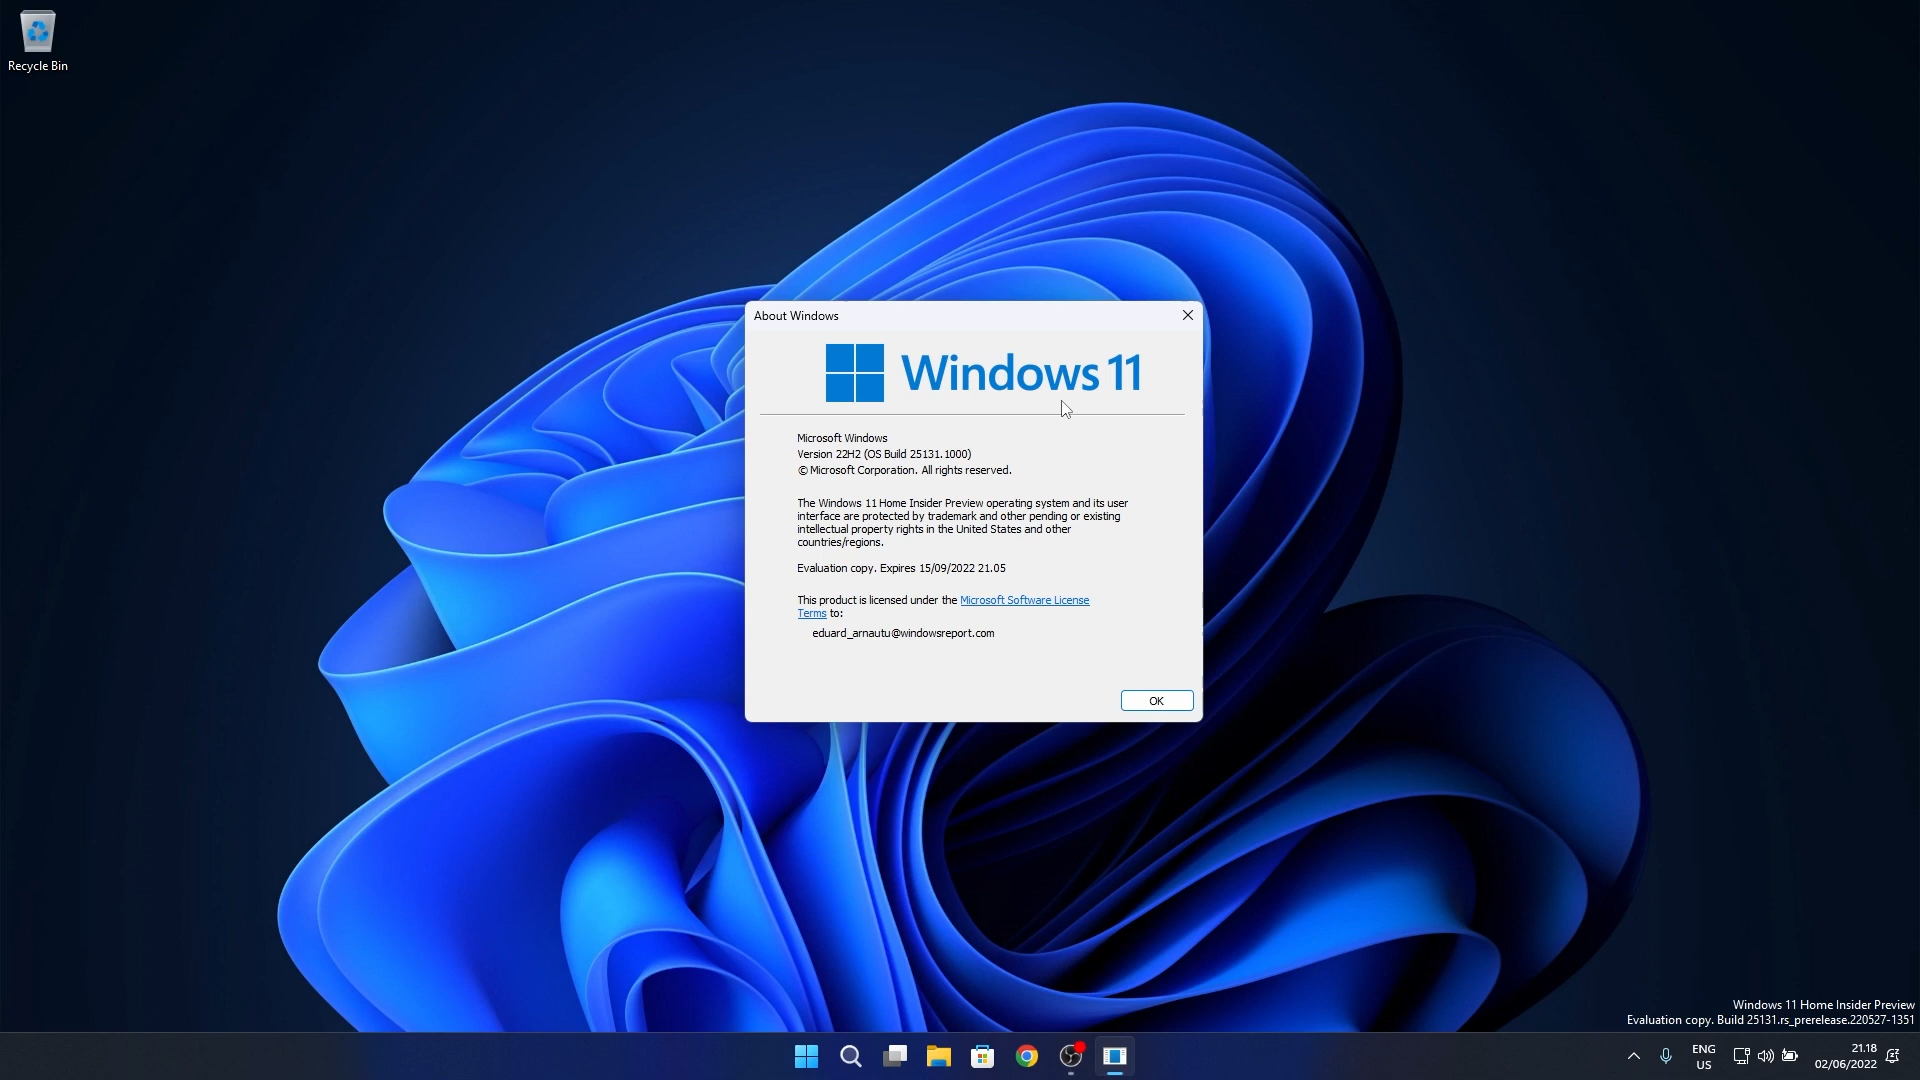 Recycle Bin
About Windows
Windows 11
Microsoft Windows
Version 22H2 (OS Build 25131.1000)
© Microsoft Corporation. All rights reserved.
The Windows 11 Home Insider Preview operating system and its user
interface are protected by trademark and other pending or existing
intellectual property rights in the United States and other
countries/regions.
Evaluation copy. Expires 15/09/2022 21.05
This product is licensed under the Microsoft Software License
Terms to:
eduard_arnautu@windowsreport.com
OK
Windows 11 Home Insider Preview
Evaluation copy. Build 25131.rs_prerelease.220527-1351
ENG
US
21.18
02/06/2022